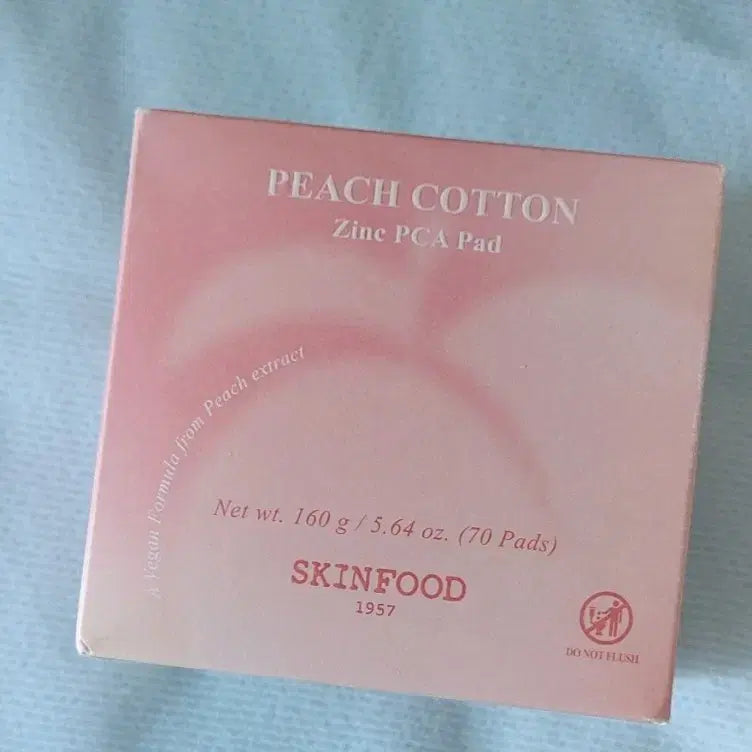 PEACH COTTON
Zinc PCA Pad
A Vegan Formula from Peach extract
Net wt. 160 g / 5.64 oz. (70 Pads)
SKINFOOD
1957
DO NOT FLUSH